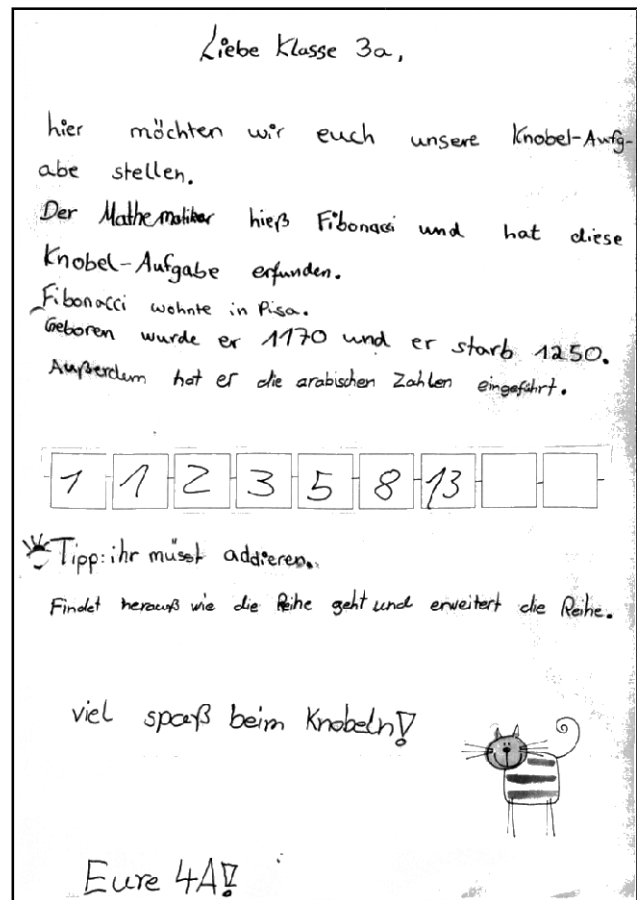 Liebe Klasse 3a,
hier möchten wir euch unsere Knobel-Aufg-
abe stellen.
Der Mathematiker hieß Fibonacci und hat diese
Knobel-Aufgabe erfunden.
Fibonacci wohnte in Pisa.
Geboren wurde er 1170 und er starb 1250.
Außerdem hat er die arabischen Zahlen eingeführt.
1 1 2 3 5 8 13
Tipp: ihr müsst addieren.
Findet herauß wie die Reihe geht und erweitert die Reihe.
viel spaß beim Knobeln!
Eure 4A!